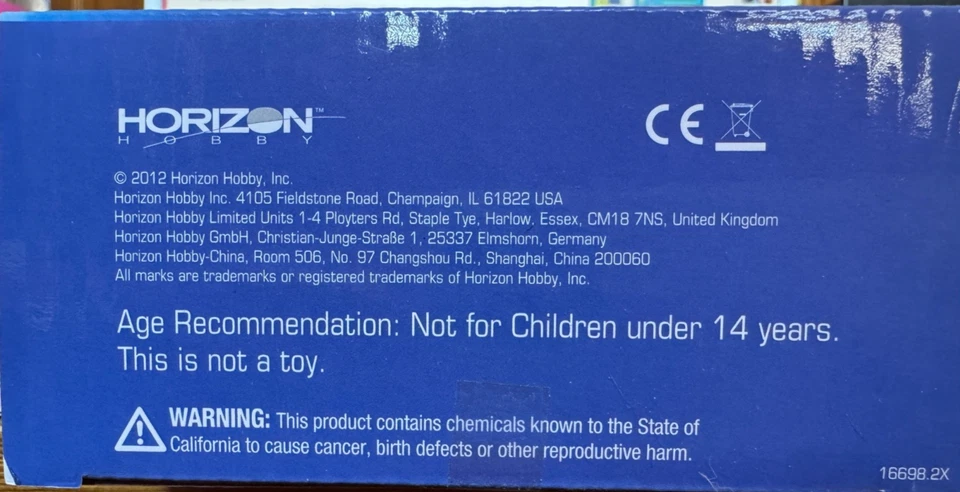 HORIZON™
HOBBY
CE
© 2012 Horizon Hobby, Inc.
Horizon Hobby Inc. 4105 Fieldstone Road, Champaign, IL 61822 USA
Horizon Hobby Limited Units 1-4 Ployters Rd, Staple Tye, Harlow. Essex, CM18 7NS, United Kingdom
Horizon Hobby GmbH, Christian-Junge-Straße 1, 25337 Elmshorn, Germany
Horizon Hobby-China, Room 506, No. 97 Changshou Rd., Shanghai, China 200060
All marks are trademarks or registered trademarks of Horizon Hobby, Inc.
Age Recommendation: Not for Children under 14 years.
This is not a toy.
WARNING: This product contains chemicals known to the State of
California to cause cancer, birth defects or other reproductive harm.
16698.2X